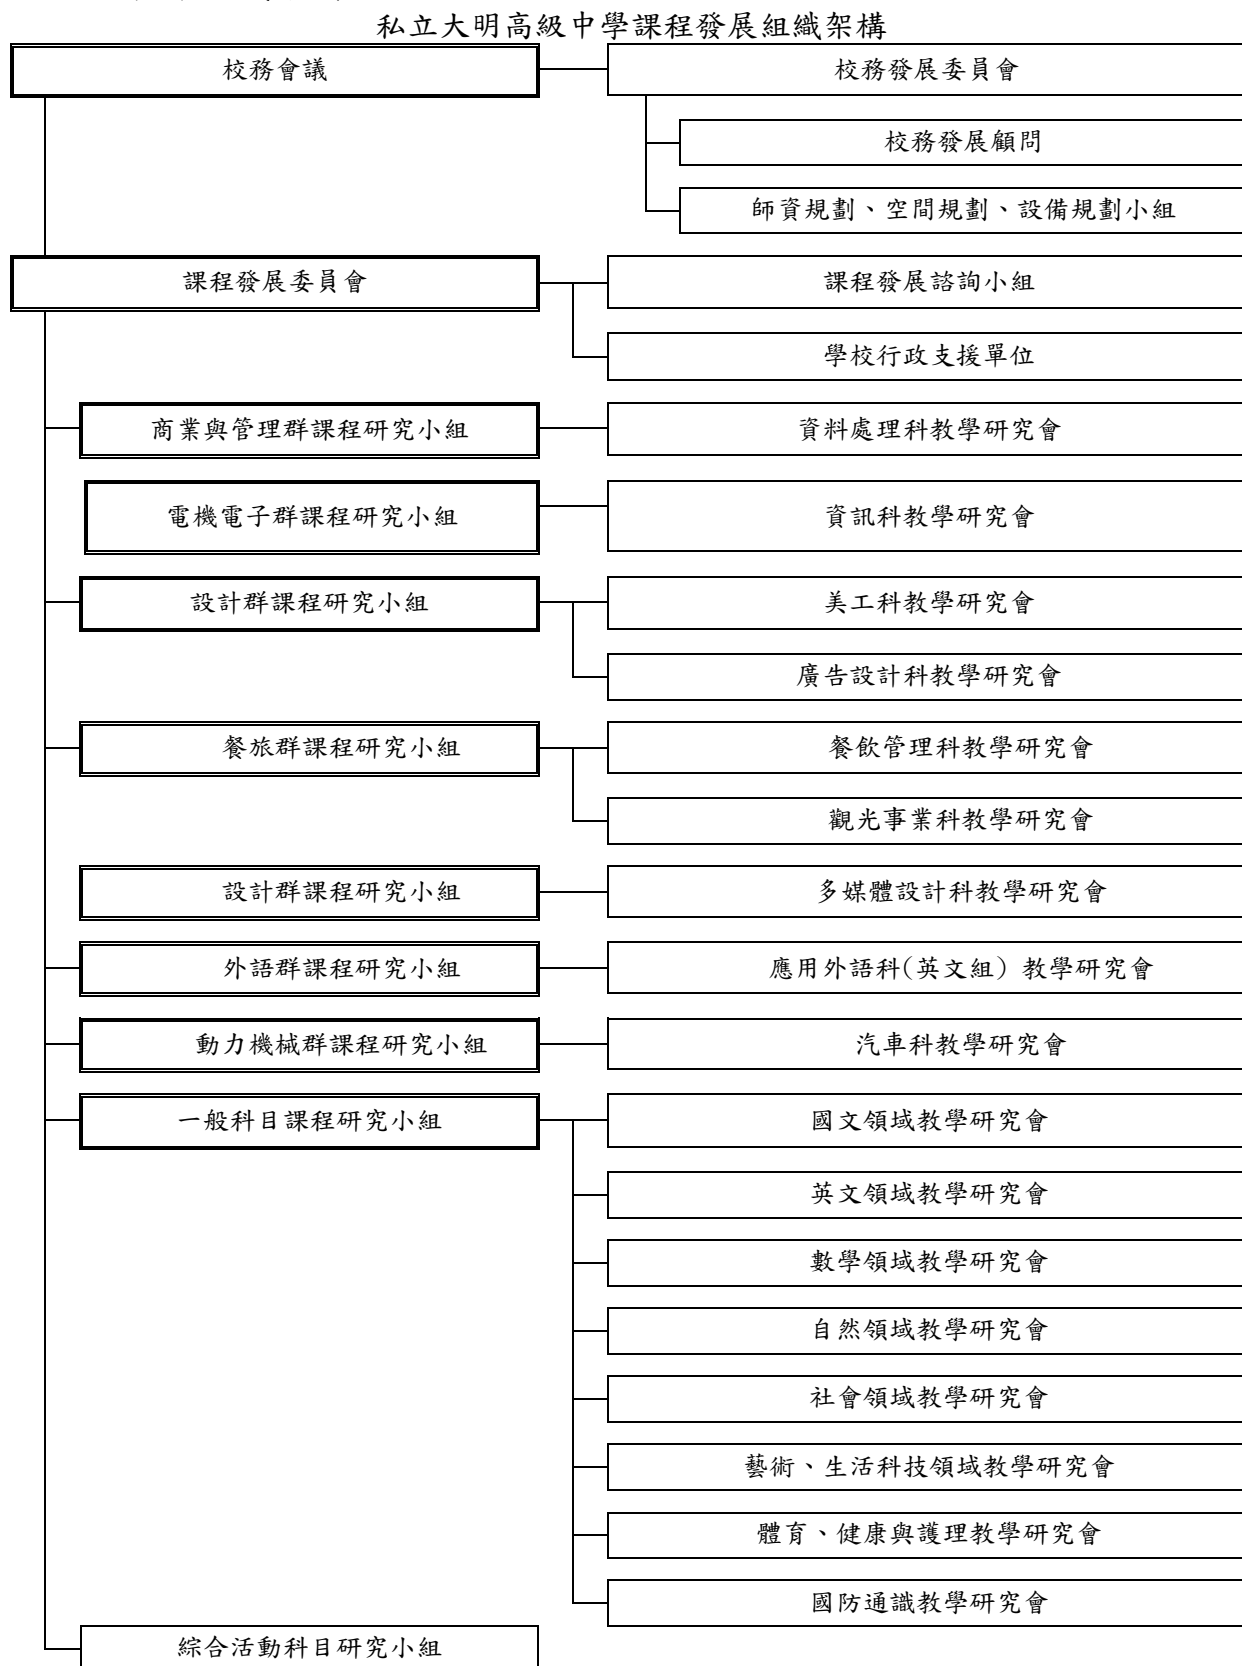 私立大明高級中學課程發展組織架構
校務會議
校務發展委員會
校務發展顧問
師資規劃、空間規劃、設備規劃小組
課程發展委員會
課程發展諮詢小組
學校行政支援單位
商業與管理群課程研究小組
資料處理科教學研究會
電機電子群課程研究小組
資訊科教學研究會
設計群課程研究小組
美工科教學研究會
廣告設計科教學研究會
餐旅群課程研究小組
餐飲管理科教學研究會
觀光事業科教學研究會
設計群課程研究小組
多媒體設計科教學研究會
外語群課程研究小組
應用外語科(英文組) 教學研究會
動力機械群課程研究小組
汽車科教學研究會
一般科目課程研究小組
國文領域教學研究會
英文領域教學研究會
數學領域教學研究會
自然領域教學研究會
社會領域教學研究會
藝術、生活科技領域教學研究會
體育、健康與護理教學研究會
國防通識教學研究會
綜合活動科目研究小組